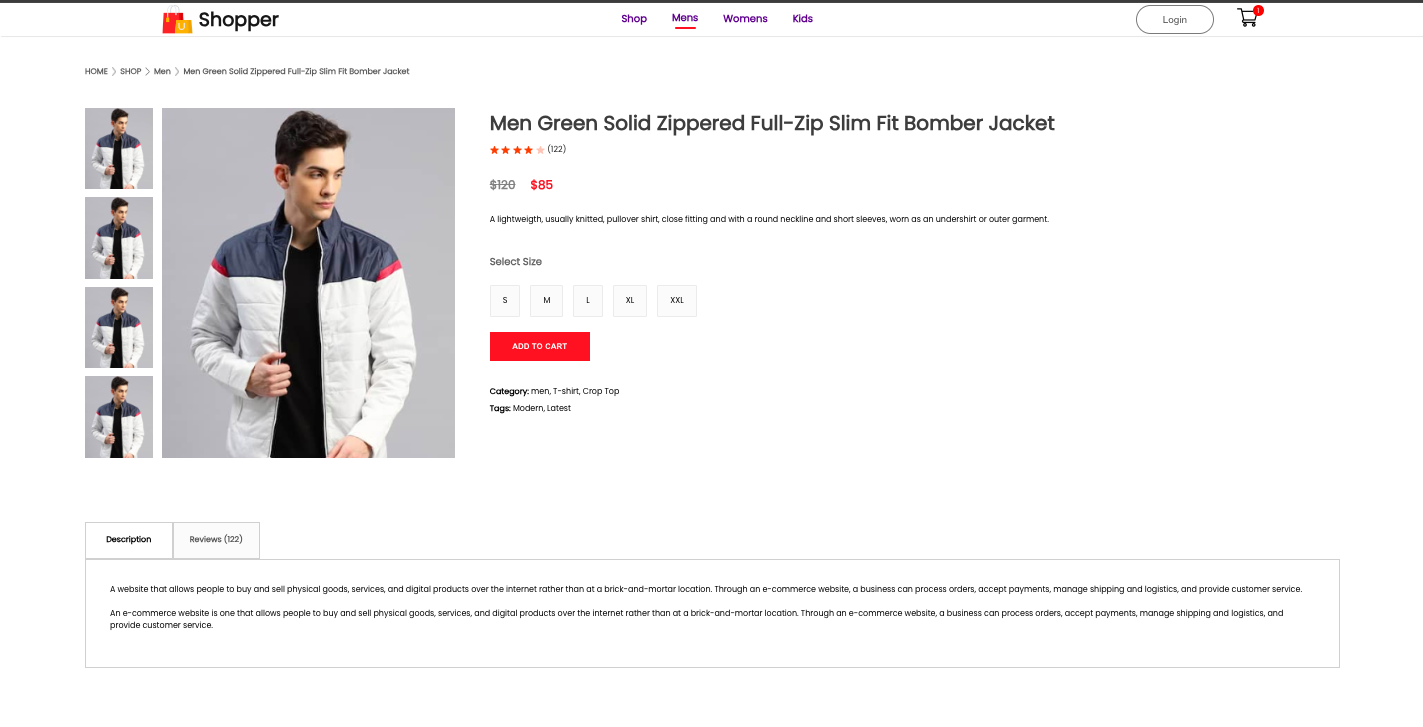 Shopper
Shop Mens Womens Kids
Login
1
HOME SHOP Men Men Green Solid Zippered Full-Zip Slim Fit Bomber Jacket
Men Green Solid Zippered Full-Zip Slim Fit Bomber Jacket
(122)
$120 $85
A lightweigth, usually knitted, pullover shirt, close fitting and with a round neckline and short sleeves, worn as an undershirt or outer garment.
Select Size
S M L XL XXL
ADD TO CART
Category: men, T-shirt, Crop Top
Tags: Modern, Latest
Description Reviews (122)
A website that allows people to buy and sell physical goods, services, and digital products over the internet rather than at a brick-and-mortar location. Through an e-commerce website, a business can process orders, accept payments, manage shipping and logistics, and provide customer service.
An e-commerce website is one that allows people to buy and sell physical goods, services, and digital products over the internet rather than at a brick-and-mortar location. Through an e-commerce website, a business can process orders, accept payments, manage shipping and logistics, and
provide customer service.